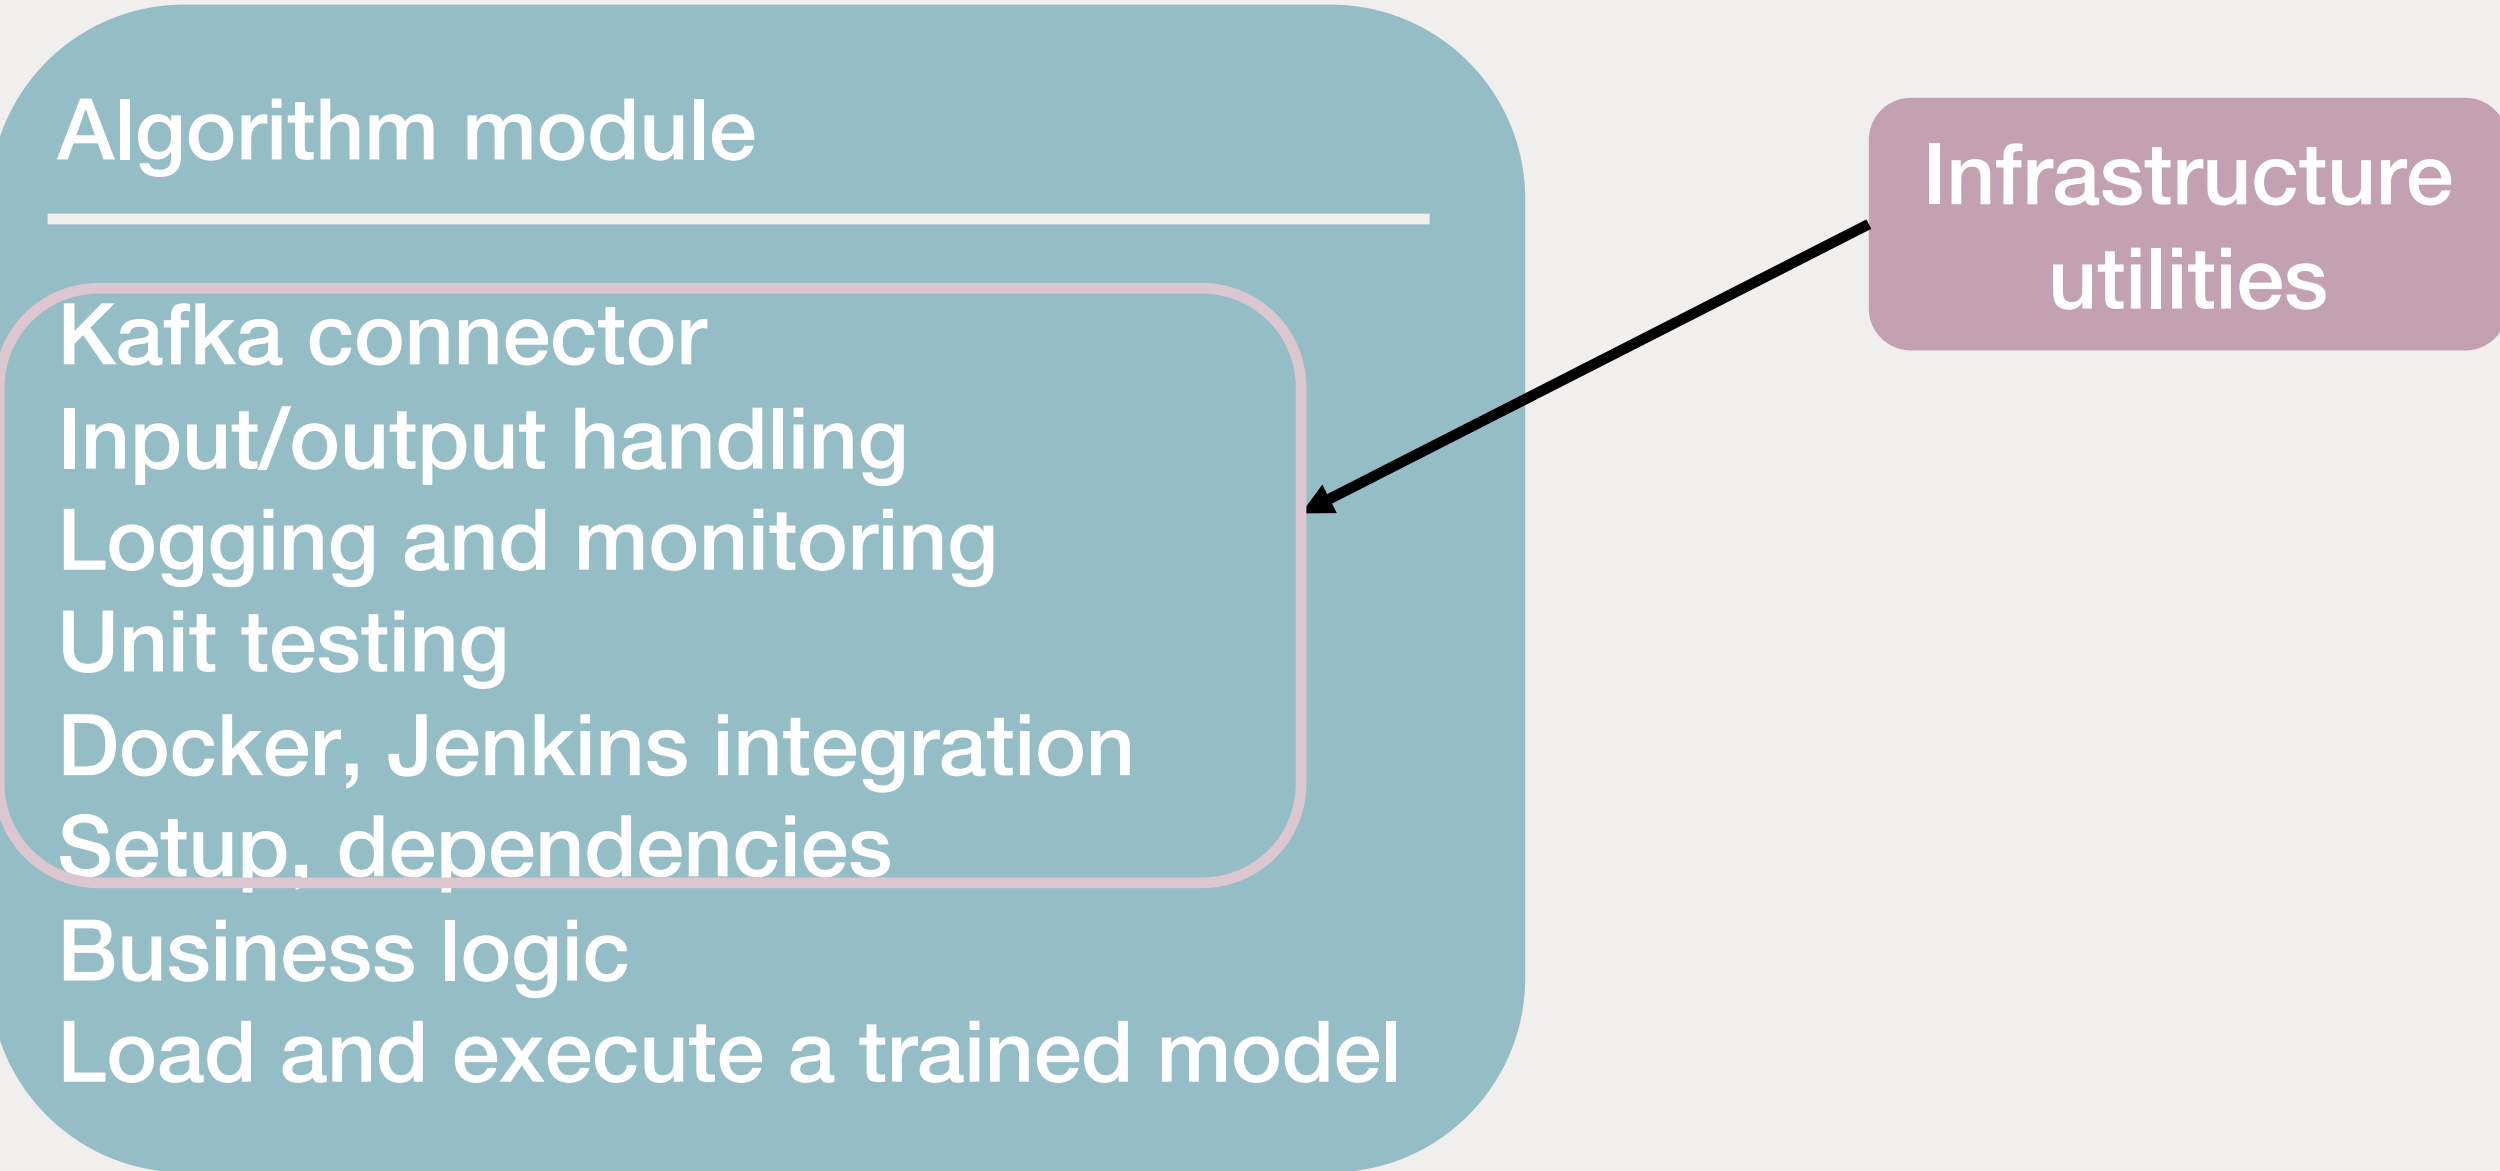 Algorithm module
Kafka connector
Input/output handling
Logging and monitoring
Unit testing
Docker, Jenkins integration
Setup, dependencies
Business logic
Load and execute a trained model
Infrastructure
utilities